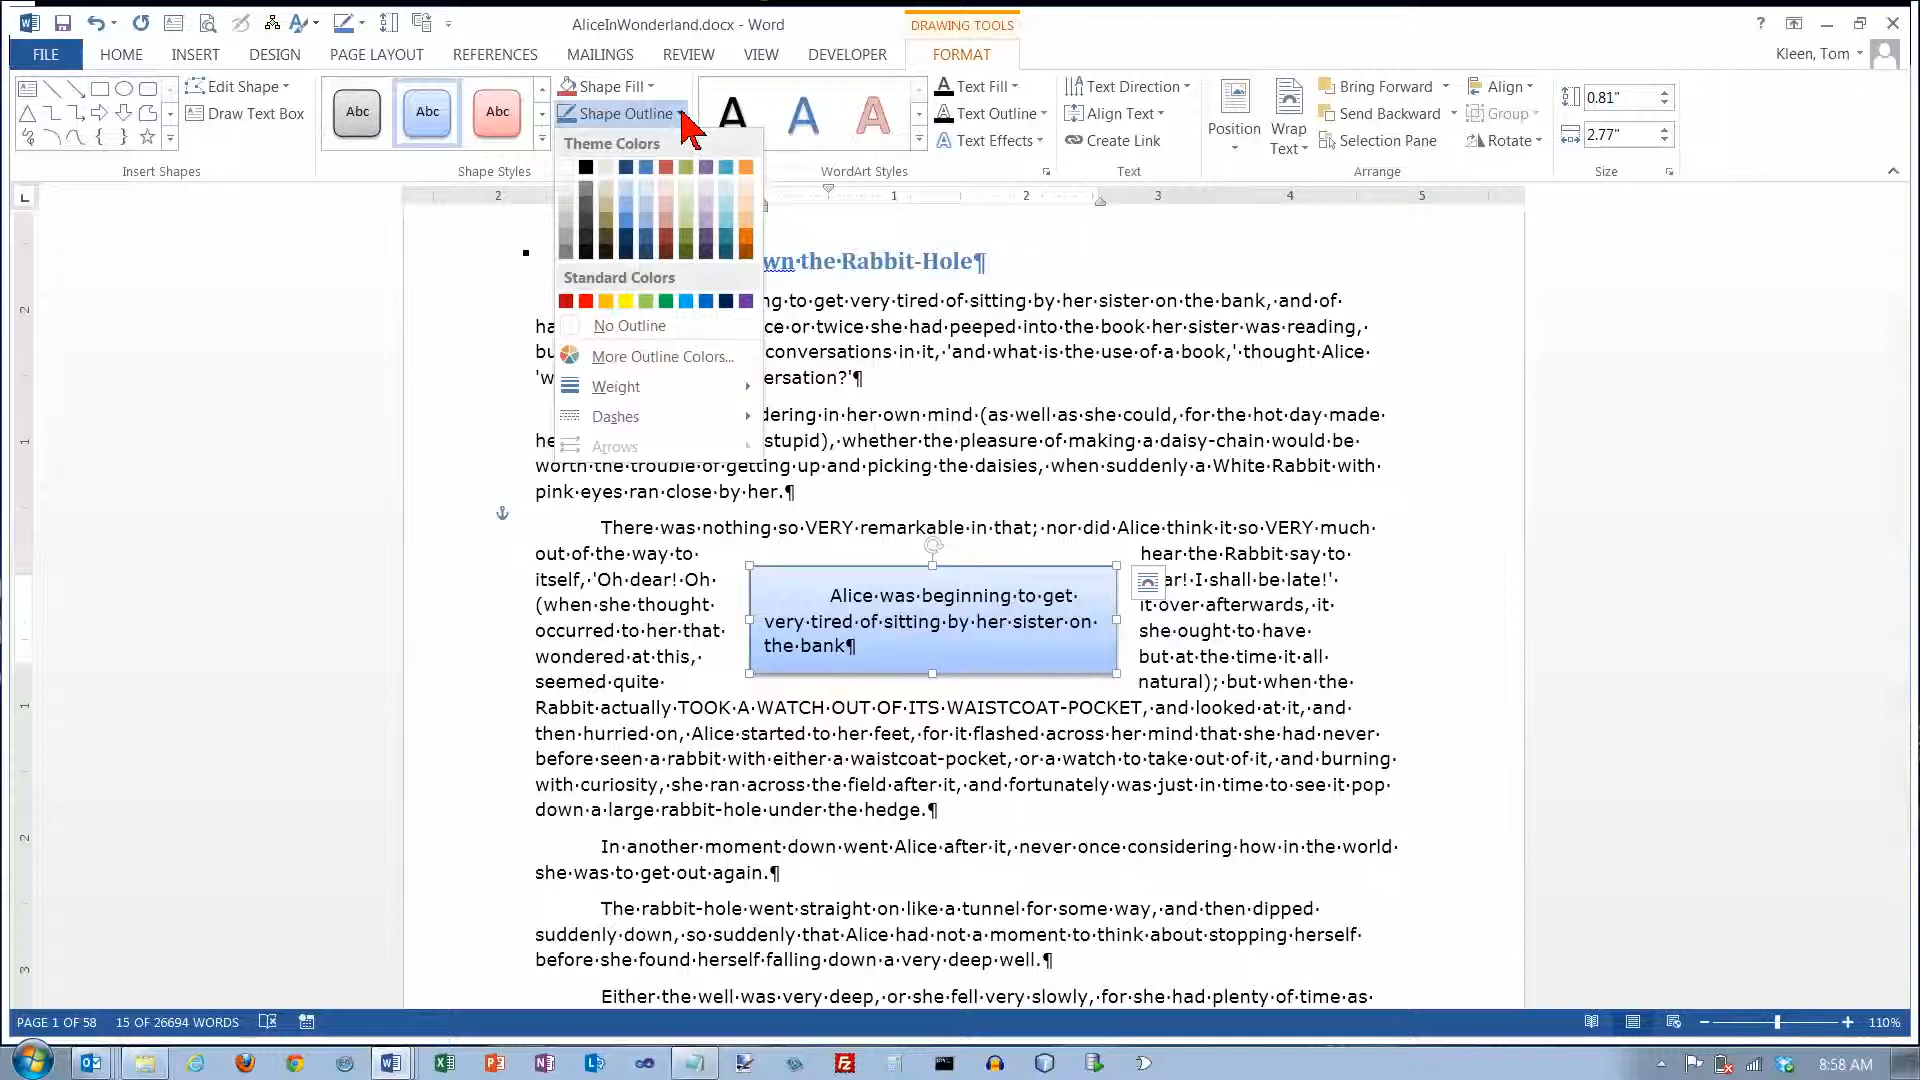 AliceInWonderland.docx - Word
DRAWING TOOLS
?
FILE HOME INSERT DESIGN PAGE LAYOUT REFERENCES MAILINGS REVIEW VIEW DEVELOPER FORMAT
Kleen, Tom
Edit Shape
Draw Text Box
Insert Shapes
Abc Abc Abc
Shape Fill
Shape Outline
Shape Styles
A A A
WordArt Styles
Text Fill
Text Outline
Text Effects
Text Direction
Align Text
Create Link
Text
Position
Wrap
Text
Bring Forward
Send Backward
Selection Pane
Align
Group
Rotate
Arrange
0.81"
2.77"
Size
Theme Colors
Standard Colors
No Outline
More Outline Colors...
Weight
Dashes
Arrows
2 1 2 3 4 5
2
1
1
2
3
wn·the·Rabbit-Hole¶
ng·to·get·very·tired·of·sitting·by·her·sister·on·the·bank,·and·of·
ha ce·or·twice·she·had·peeped·into·the·book·her·sister·was·reading,·
bu conversations·in·it,·'and·what·is·the·use·of·a·book,'·thought·Alice·
'w ersation?'¶
dering·in·her·own·mind·(as·well·as·she·could,·for·the·hot·day·made·
he stupid),·whether·the·pleasure·of·making·a·daisy-chain·would·be·
worth·the·trouble·of·getting·up·and·picking·the·daisies,·when·suddenly·a·White·Rabbit·with·
pink·eyes·ran·close·by·her.¶
There·was·nothing·so·VERY·remarkable·in·that;·nor·did·Alice·think·it·so·VERY·much·
out·of·the·way·to· hear·the·Rabbit·say·to·
itself,·'Oh·dear!·Oh· ar!·I·shall·be·late!'·
(when·she·thought· it·over·afterwards,·it·
occurred·to·her·that· she·ought·to·have·
wondered·at·this,· but·at·the·time·it·all·
seemed·quite· natural);·but·when·the·
Alice·was·beginning·to·get·
very·tired·of·sitting·by·her·sister·on·
the·bank¶
Rabbit·actually·TOOK·A·WATCH·OUT·OF·ITS·WAISTCOAT-POCKET,·and·looked·at·it,·and·
then·hurried·on,·Alice·started·to·her·feet,·for·it·flashed·across·her·mind·that·she·had·never·
before·seen·a·rabbit·with·either·a·waistcoat-pocket,·or·a·watch·to·take·out·of·it,·and·burning·
with·curiosity,·she·ran·across·the·field·after·it,·and·fortunately·was·just·in·time·to·see·it·pop·
down·a·large·rabbit-hole·under·the·hedge.¶
In·another·moment·down·went·Alice·after·it,·never·once·considering·how·in·the·world·
she·was·to·get·out·again.¶
The·rabbit-hole·went·straight·on·like·a·tunnel·for·some·way,·and·then·dipped·
suddenly·down,·so·suddenly·that·Alice·had·not·a·moment·to·think·about·stopping·herself·
before·she·found·herself·falling·down·a·very·deep·well.¶
Either·the·well·was·very·deep,·or·she·fell·very·slowly,·for·she·had·plenty·of·time·as·
PAGE 1 OF 58 15 OF 26694 WORDS
110%
8:58 AM